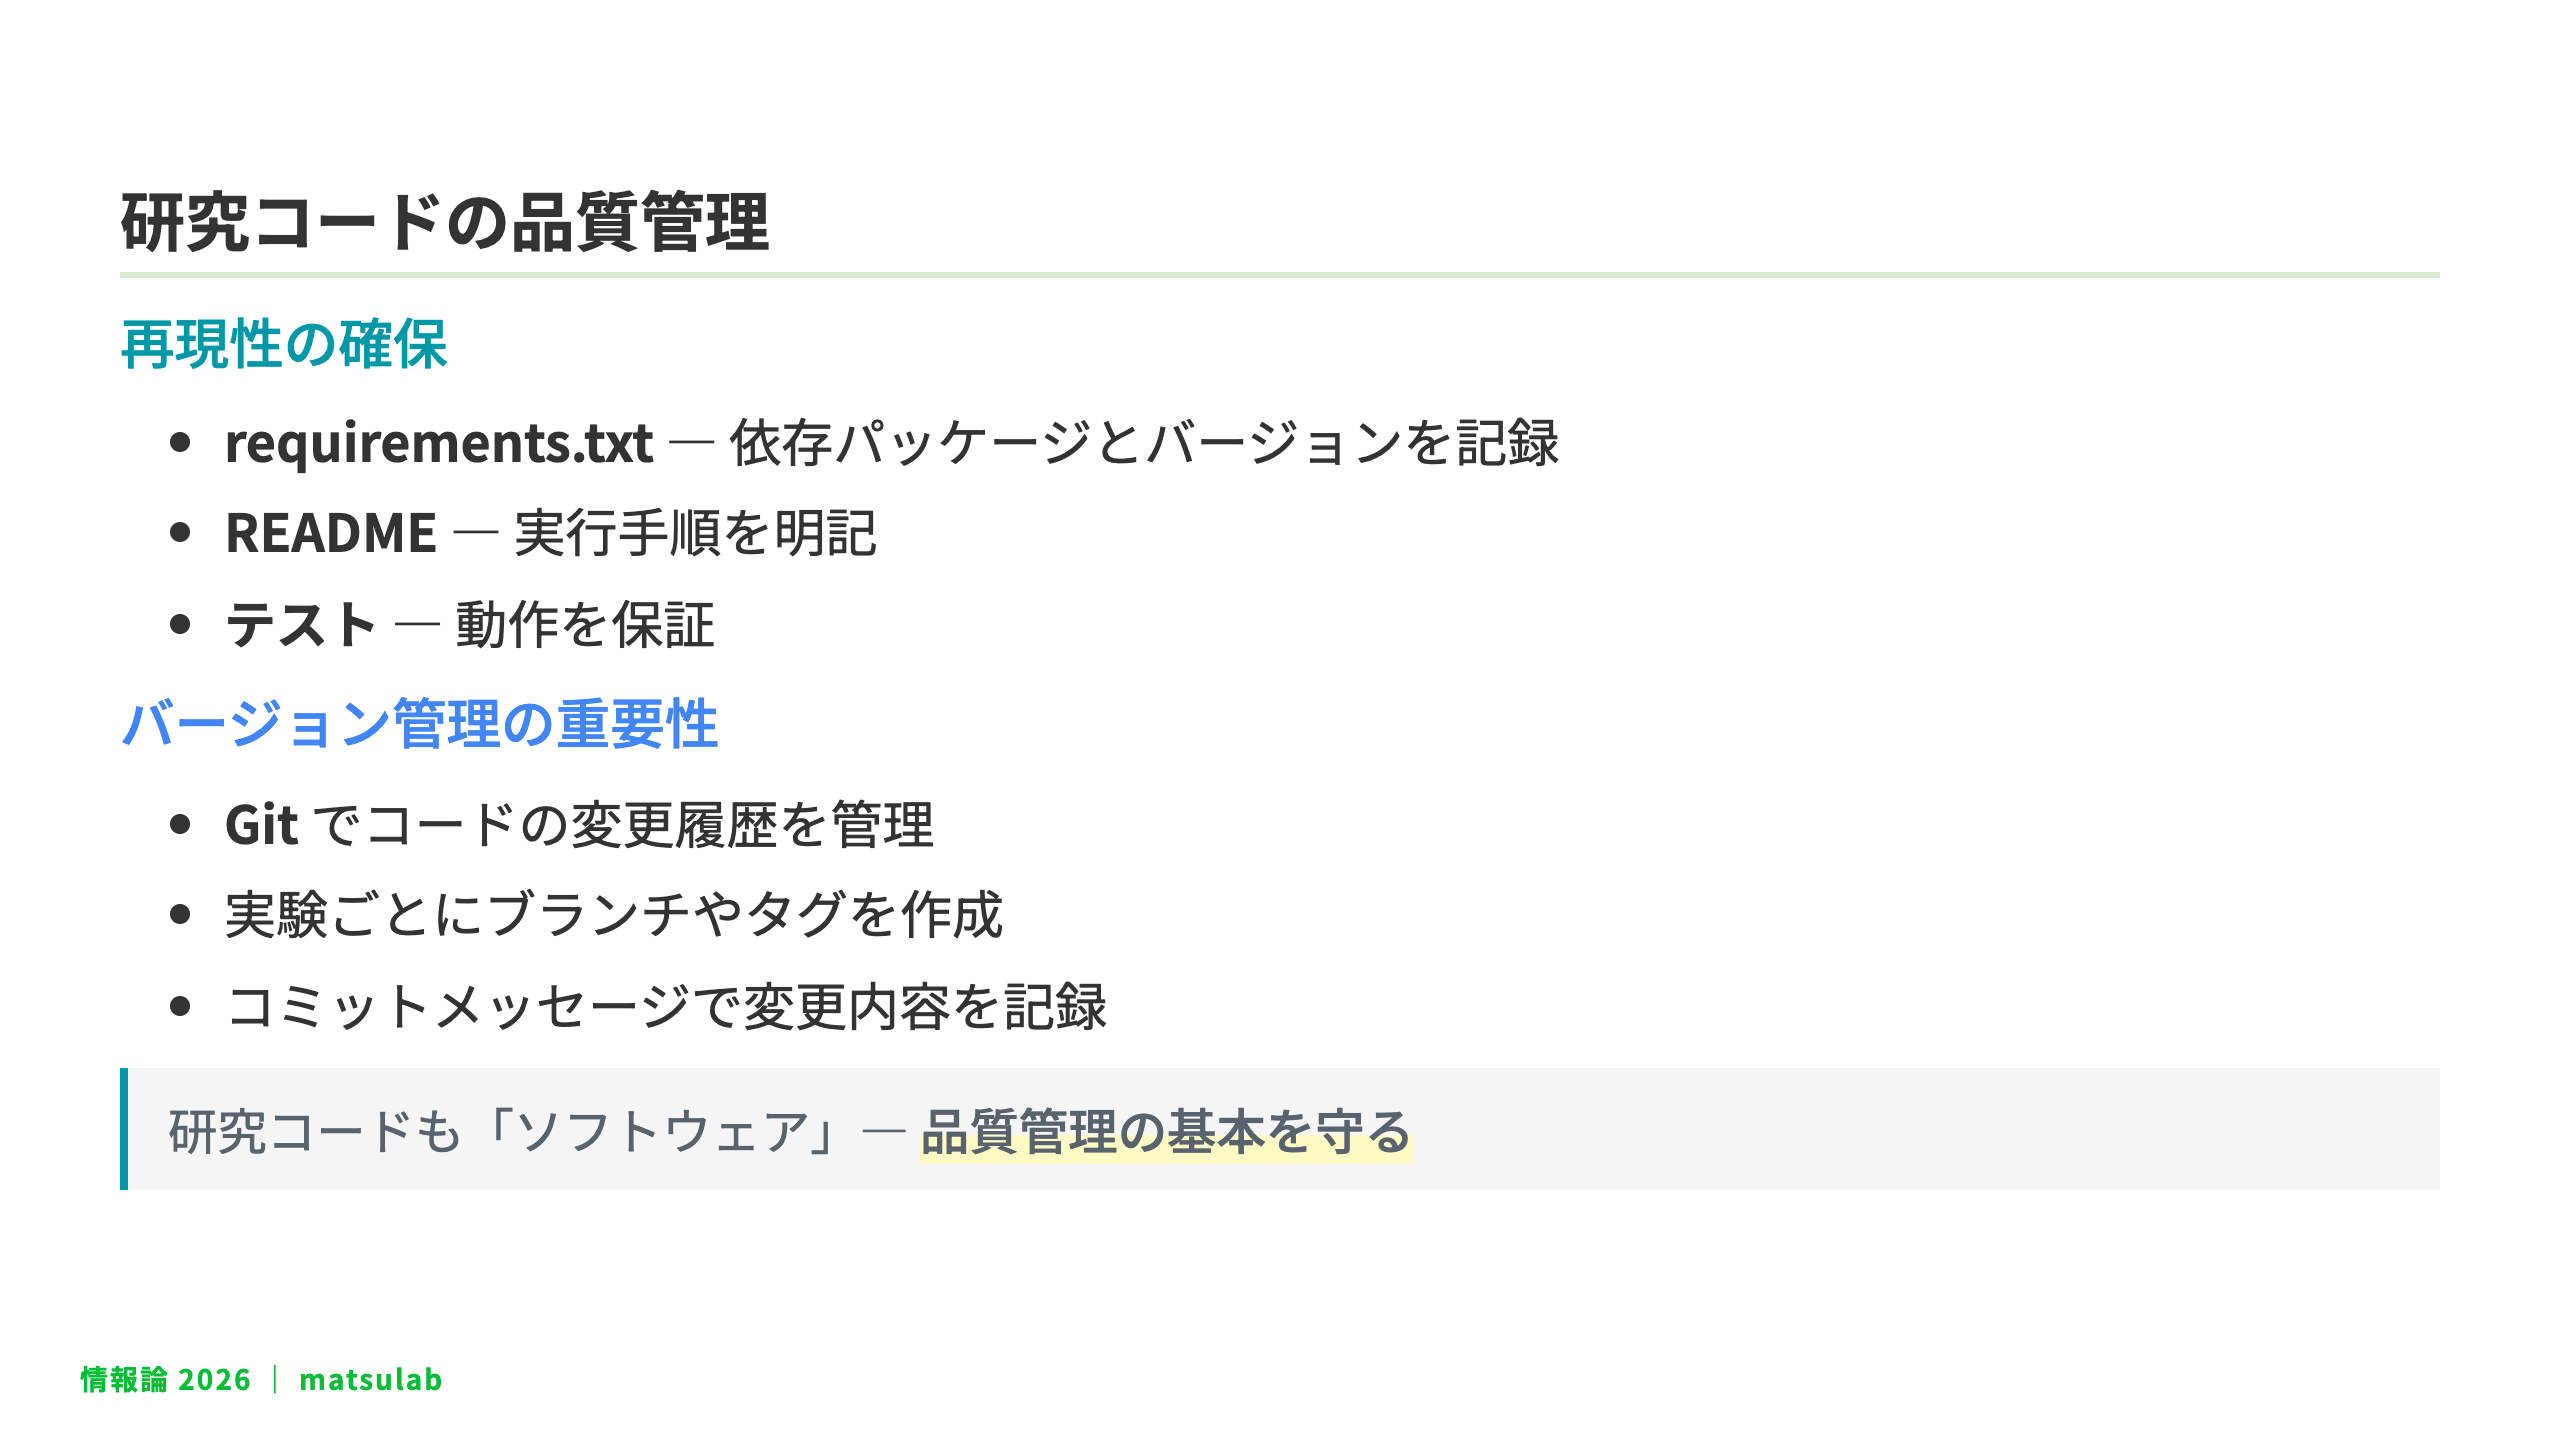 研究コードの品質管理
再現性の確保
• requirements.txt — 依存パッケージとバージョンを記録
• README — 実行手順を明記
• テスト — 動作を保証
バージョン管理の重要性
• Git でコードの変更履歴を管理
• 実験ごとにブランチやタグを作成
• コミットメッセージで変更内容を記録
研究コードも「ソフトウェア」— 品質管理の基本を守る
情報論 2026 | matsulab